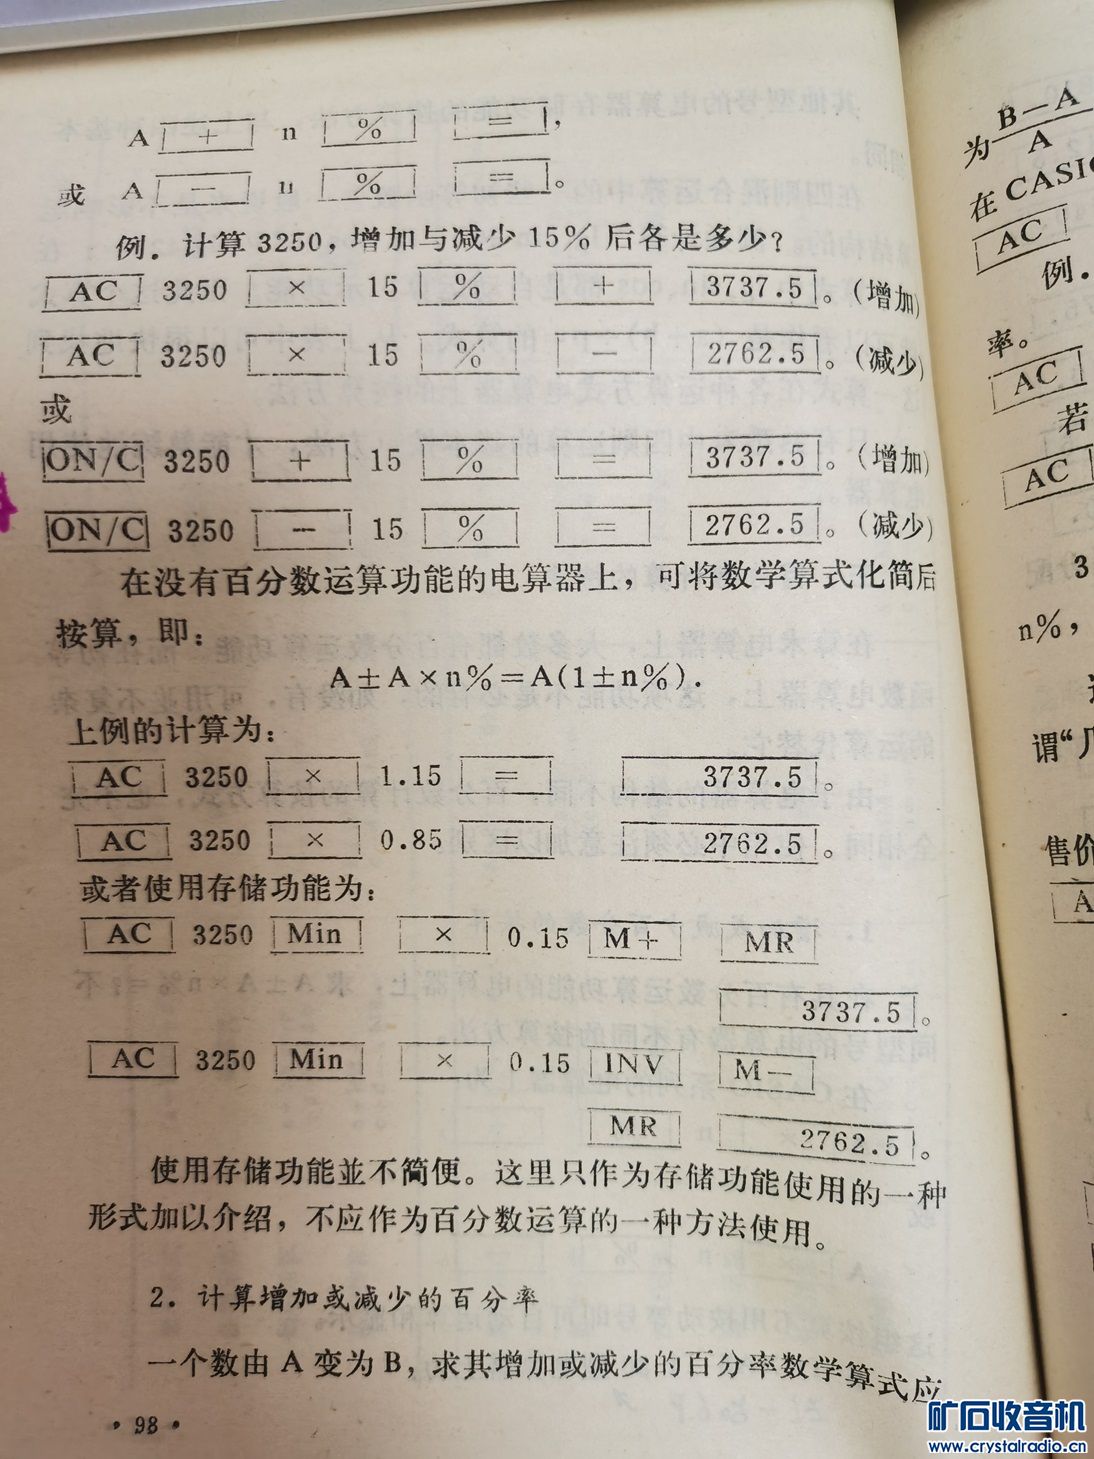 A + n % = ,
或 A − n % = 。
例．计算 3250，增加与减少 15% 后各是多少？
AC 3250 × 15 % + 3737.5 。(增加)
AC 3250 × 15 % − 2762.5 。(减少)
或
ON/C 3250 + 15 % = 3737.5 。(增加)
ON/C 3250 − 15 % = 2762.5 。(减少)
在没有百分数运算功能的电算器上，可将数学算式化简后
按算，即：
A±A×n%=A(1±n%).
上例的计算为：
AC 3250 × 1.15 = 3737.5 。
AC 3250 × 0.85 = 2762.5 。
或者使用存储功能为：
AC 3250 Min × 0.15 M+ MR
3737.5 。
AC 3250 Min × 0.15 INV M−
MR 2762.5 。
使用存储功能並不简便。这里只作为存储功能使用的一种
形式加以介绍，不应作为百分数运算的一种方法使用。
2．计算增加或减少的百分率
一个数由 A 变为 B，求其增加或减少的百分率数学算式应
·98·
为 B−A
A
在 CASIO
AC
例．
率。
AC
若
AC
3
n%，
谓“几
售价
A
矿石收音机
www.crystalradio.cn